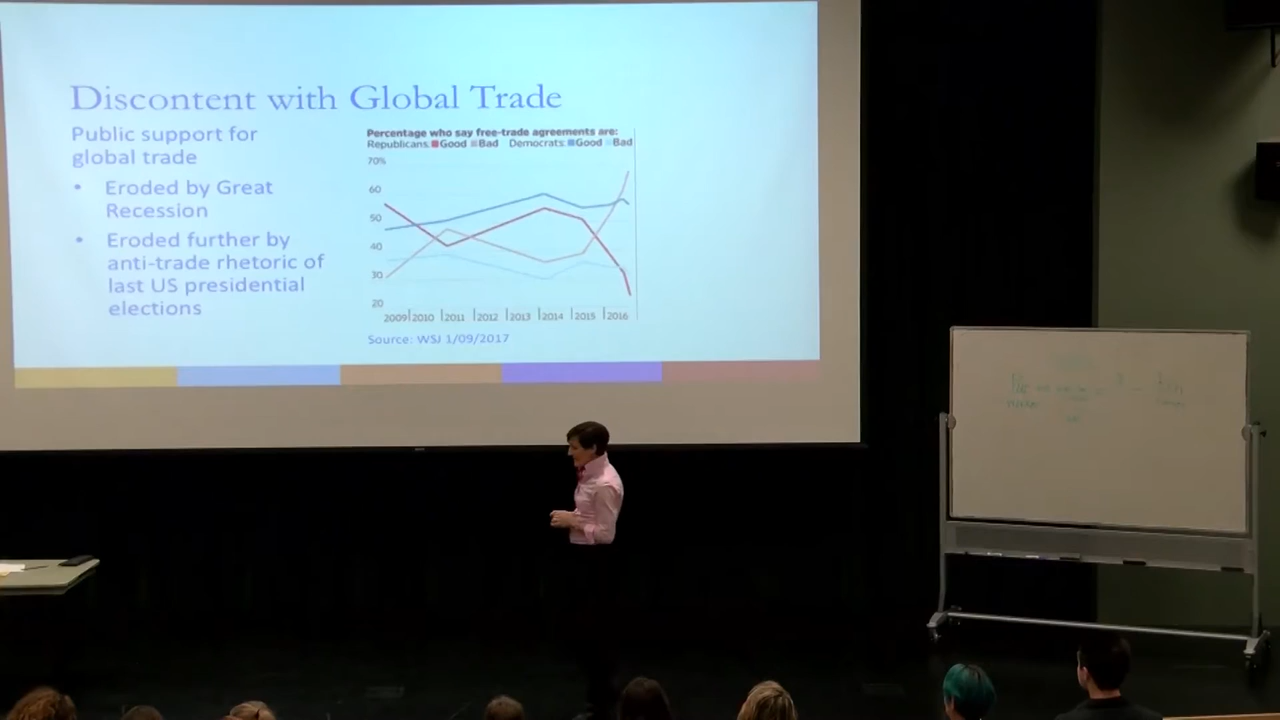 Discontent with Global Trade
Public support for
global trade
• Eroded by Great
Recession
• Eroded further by
anti-trade rhetoric of
last US presidential
elections
Percentage who say free-trade agreements are:
Republicans: Good Bad Democrats: Good Bad
70%
60
50
40
30
20
2009 2010 2011 2012 2013 2014 2015 2016
Source: WSJ 1/09/2017